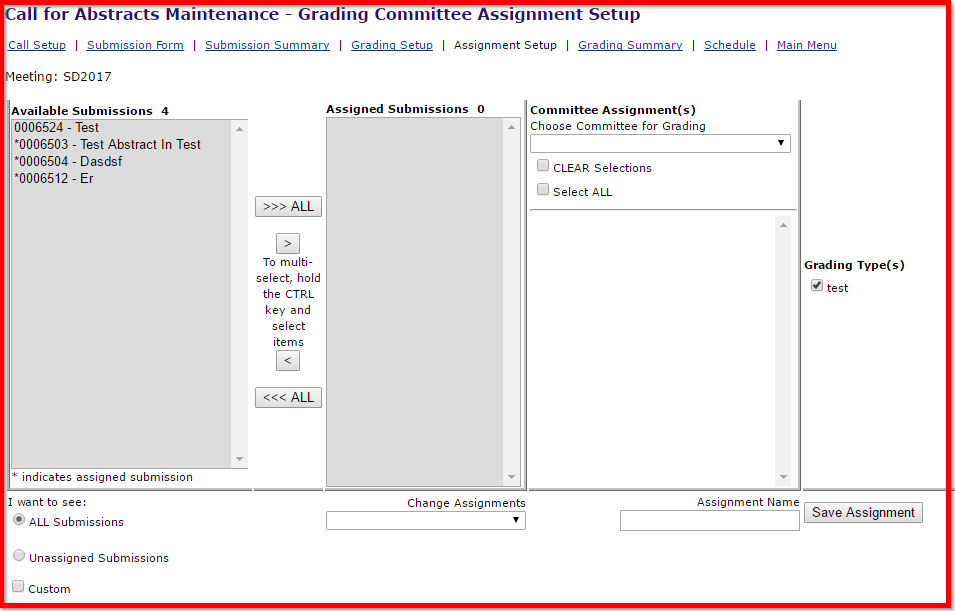 Call for Abstracts Maintenance - Grading Committee Assignment Setup
Call Setup | Submission Form | Submission Summary | Grading Setup | Assignment Setup | Grading Summary | Schedule | Main Menu
Meeting: SD2017
Available Submissions 4
0006524 - Test
*0006503 - Test Abstract In Test
*0006504 - Dasdsf
*0006512 - Er
* indicates assigned submission
>>> ALL
>
To multi-
select, hold
the CTRL
key and
select
items
<
<<< ALL
Assigned Submissions 0
Committee Assignment(s)
Choose Committee for Grading
CLEAR Selections
Select ALL
Grading Type(s)
test
I want to see:
ALL Submissions
Unassigned Submissions
Custom
Change Assignments
Assignment Name
Save Assignment